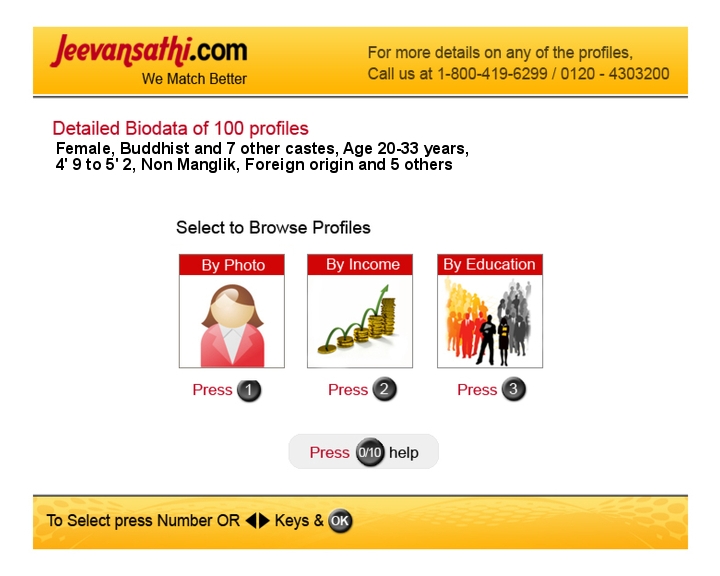 Jeevansathi.com
We Match Better
For more details on any of the profiles,
Call us at 1-800-419-6299 / 0120 - 4303200
Detailed Biodata of 100 profiles
Female, Buddhist and 7 other castes, Age 20-33 years,
4' 9 to 5' 2, Non Manglik, Foreign origin and 5 others
Select to Browse Profiles
By Photo By Income By Education
Press 1 Press 2 Press 3
Press 0/10 help
To Select press Number OR ◀▶ Keys & OK